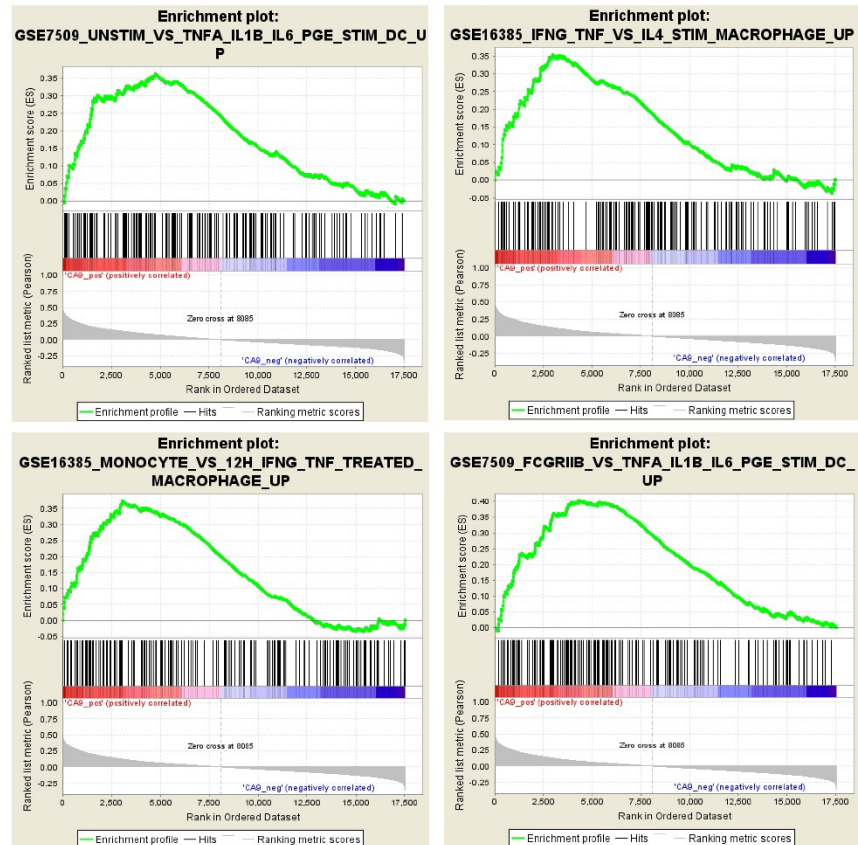 Enrichment plot:
GSE7509_UNSTIM_VS_TNFA_IL1B_IL6_PGE_STIM_DC_U
P
Enrichment score (ES)
0.35
0.30
0.25
0.20
0.15
0.10
0.05
0.00
'CA9_pos' (positively correlated)
Ranked list metric (Pearson)
1.00
0.75
0.50
0.25
0.00
-0.25
Zero cross at 8085
'CA9_neg' (negatively correlated)
0 2,500 5,000 7,500 10,000 12,500 15,000 17,500
Rank in Ordered Dataset
Enrichment profile Hits Ranking metric scores
Enrichment plot:
GSE16385_IFNG_TNF_VS_IL4_STIM_MACROPHAGE_UP
Enrichment score (ES)
0.35
0.30
0.25
0.20
0.15
0.10
0.05
0.00
-0.05
'CA9_pos' (positively correlated)
Ranked list metric (Pearson)
1.00
0.75
0.50
0.25
0.00
-0.25
Zero cross at 8085
'CA9_neg' (negatively correlated)
0 2,500 5,000 7,500 10,000 12,500 15,000 17,500
Rank in Ordered Dataset
Enrichment profile Hits Ranking metric scores
Enrichment plot:
GSE16385_MONOCYTE_VS_12H_IFNG_TNF_TREATED_
MACROPHAGE_UP
Enrichment score (ES)
0.35
0.30
0.25
0.20
0.15
0.10
0.05
0.00
-0.05
'CA9_pos' (positively correlated)
Ranked list metric (Pearson)
1.00
0.75
0.50
0.25
0.00
-0.25
Zero cross at 8085
'CA9_neg' (negatively correlated)
0 2,500 5,000 7,500 10,000 12,500 15,000 17,500
Rank in Ordered Dataset
Enrichment profile Hits Ranking metric scores
Enrichment plot:
GSE7509_FCGRIIB_VS_TNFA_IL1B_IL6_PGE_STIM_DC_
UP
Enrichment score (ES)
0.40
0.35
0.30
0.25
0.20
0.15
0.10
0.05
0.00
'CA9_pos' (positively correlated)
Ranked list metric (Pearson)
1.00
0.75
0.50
0.25
0.00
-0.25
Zero cross at 8085
'CA9_neg' (negatively correlated)
0 2,500 5,000 7,500 10,000 12,500 15,000 17,500
Rank in Ordered Dataset
Enrichment profile Hits Ranking metric scores